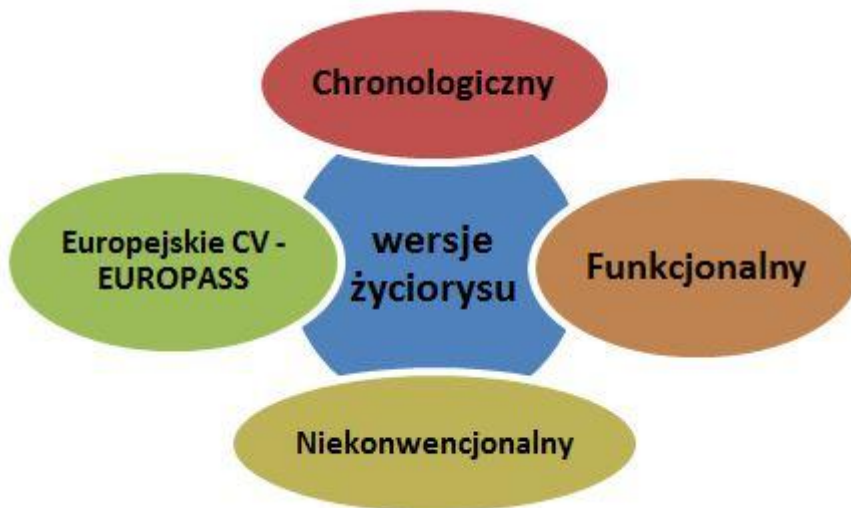 Chronologiczny
Europejskie CV -
EUROPASS
wersje
życiorysu
Funkcjonalny
Niekonwencjonalny